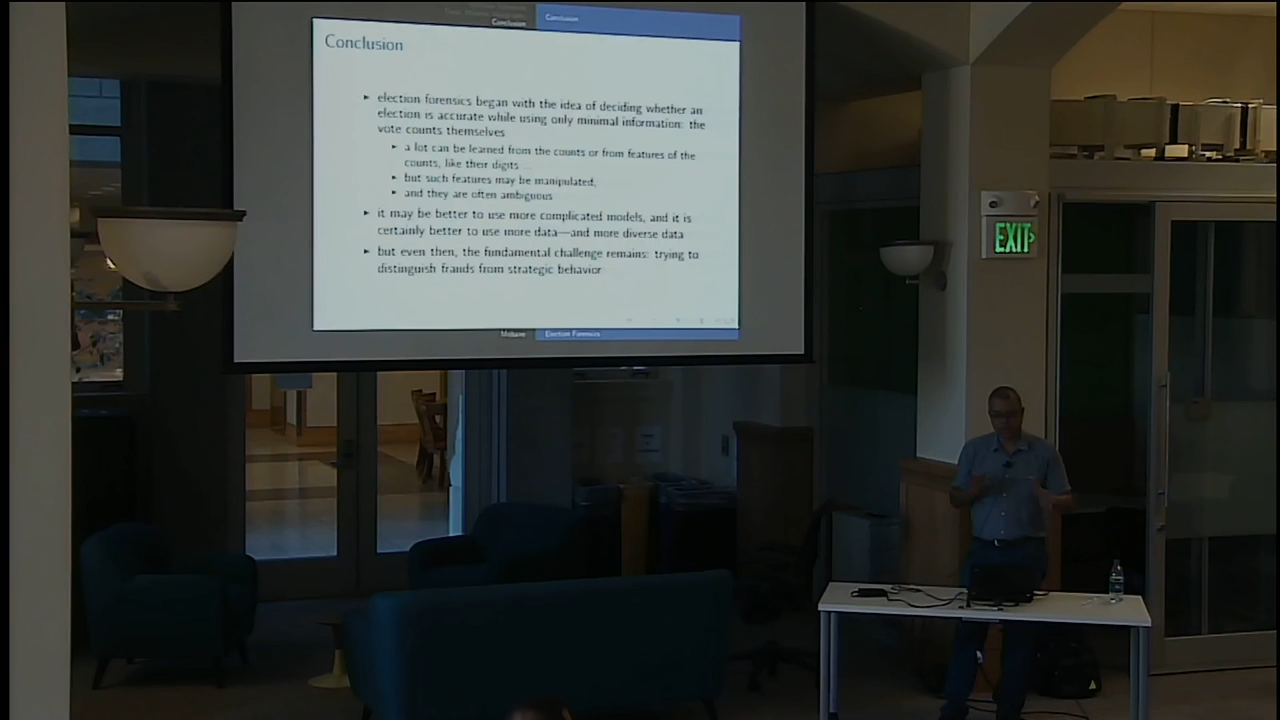 Conclusion
Conclusion
Conclusion
► election forensics began with the idea of deciding whether an
election is accurate while using only minimal information: the
vote counts themselves
► a lot can be learned from the counts or from features of the
counts, like their digits ...
► but such features may be manipulated,
► and they are often ambiguous
► it may be better to use more complicated models, and it is
certainly better to use more data—and more diverse data
► but even then, the fundamental challenge remains: trying to
distinguish frauds from strategic behavior
Mebane
Election Forensics
EXIT